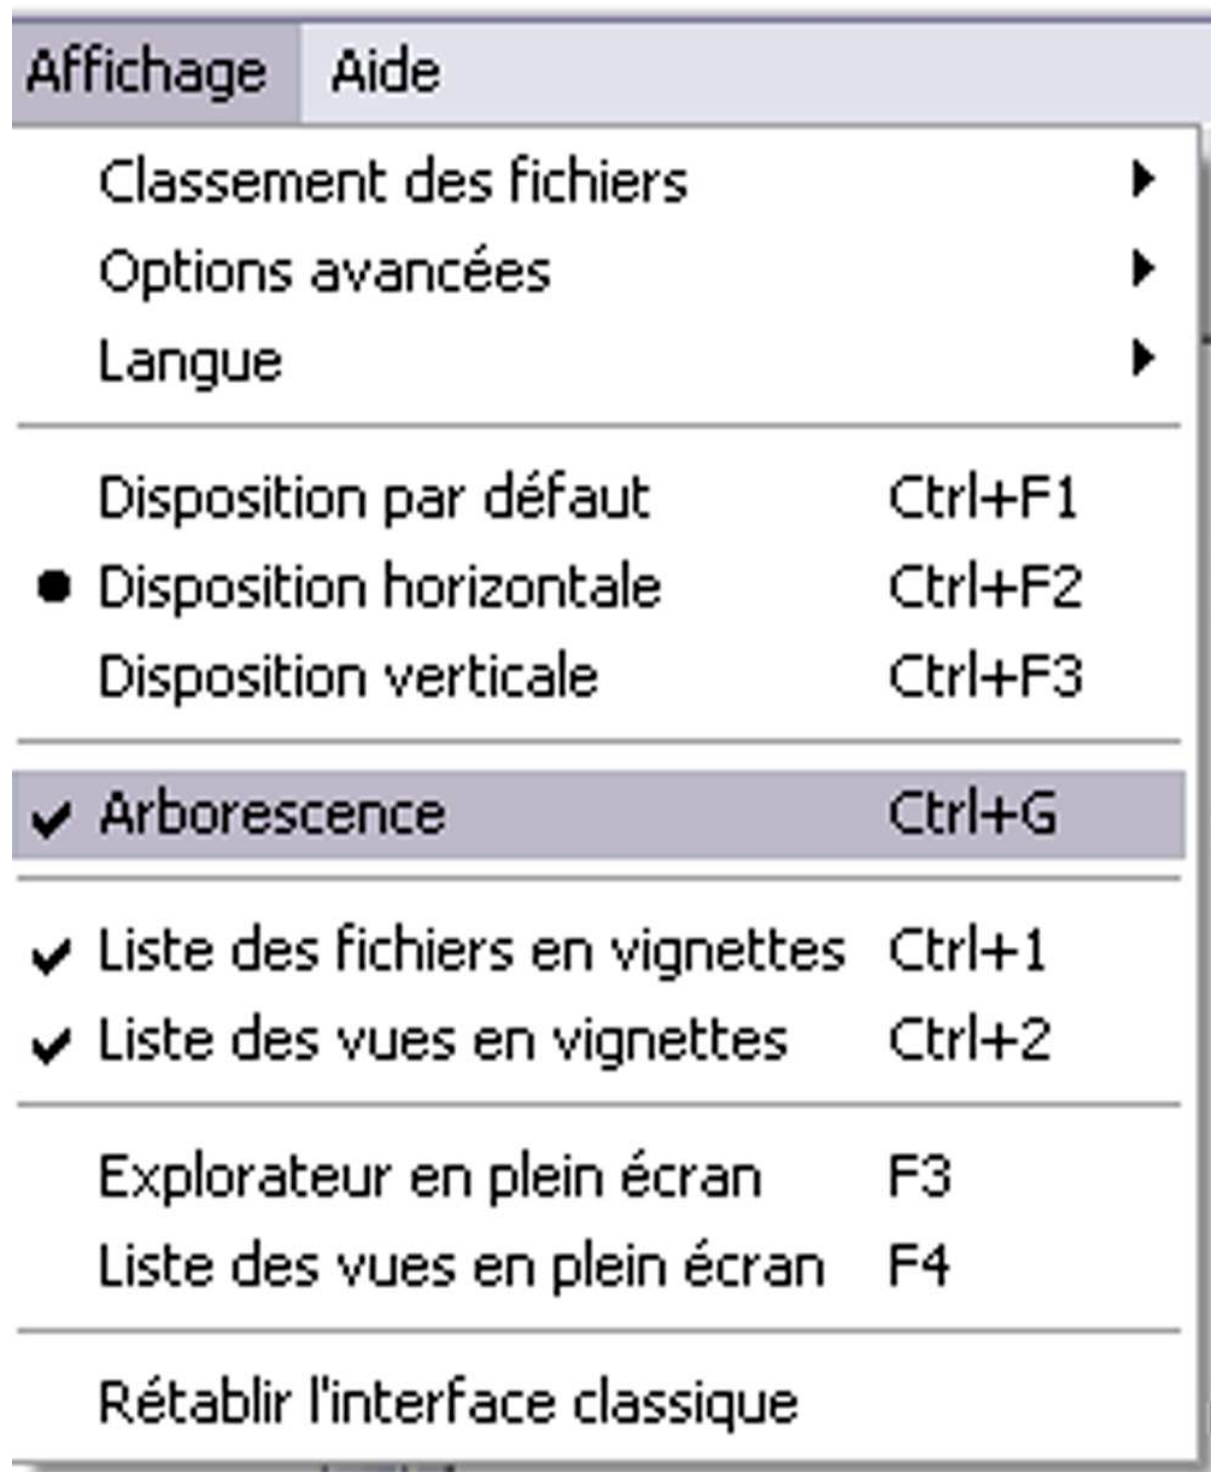 Affichage Aide
Classement des fichiers
Options avancées
Langue
Disposition par défaut Ctrl+F1
Disposition horizontale Ctrl+F2
Disposition verticale Ctrl+F3
Arborescence Ctrl+G
Liste des fichiers en vignettes Ctrl+1
Liste des vues en vignettes Ctrl+2
Explorateur en plein écran F3
Liste des vues en plein écran F4
Rétablir l'interface classique